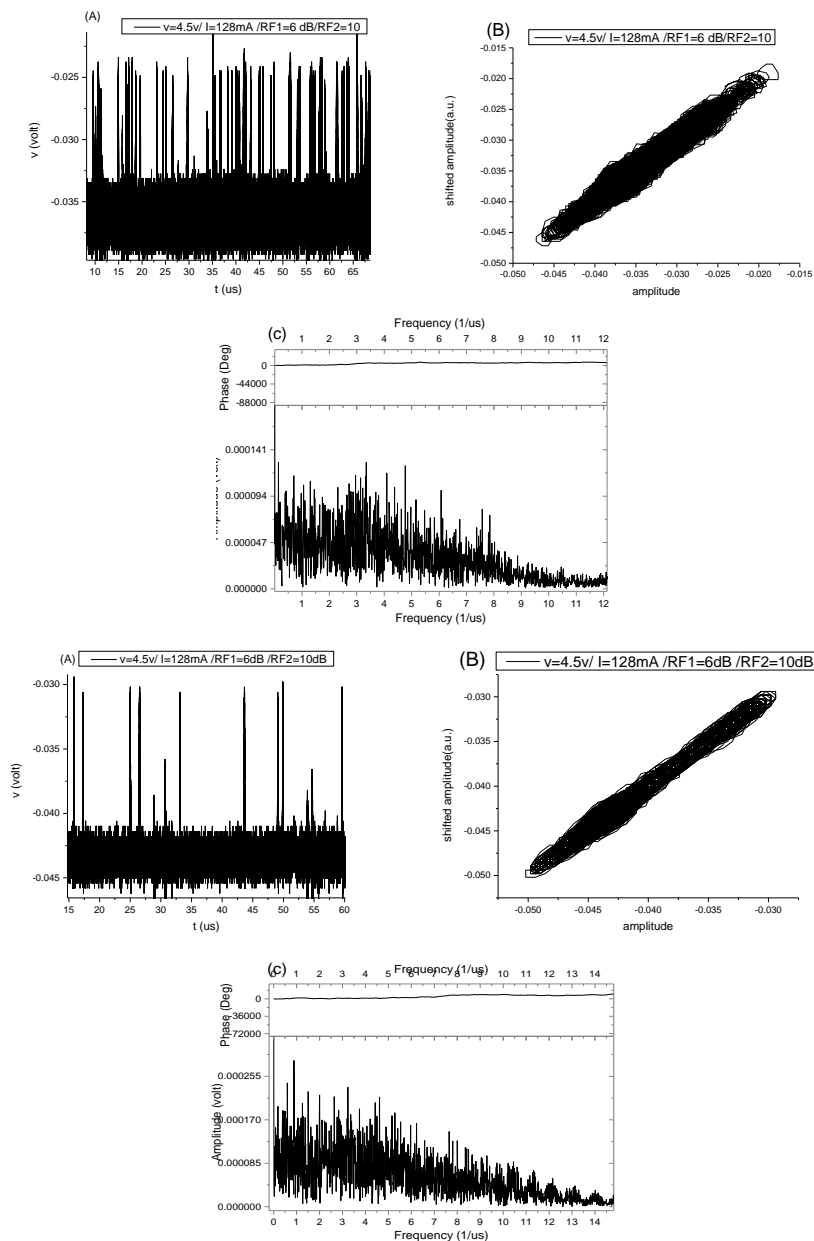 (A)
v=4.5v/ I=128mA /RF1=6 dB/RF2=10
-0.025
-0.030
-0.035
v (volt)
10 15 20 25 30 35 40 45 50 55 60 65
t (us)
(B)
v=4.5v/ I=128mA /RF1=6 dB/RF2=10
-0.015
-0.020
-0.025
-0.030
-0.035
-0.040
-0.045
-0.050
shifted amplitude(a.u.)
-0.050 -0.045 -0.040 -0.035 -0.030 -0.025 -0.020 -0.015
amplitude
(c)
Frequency (1/us)
1 2 3 4 5 6 7 8 9 10 11 12
0
-44000
-88000
Phase (Deg)
0.000141
0.000094
0.000047
0.000000
1 2 3 4 5 6 7 8 9 10 11 12
Frequency (1/us)
(A)
v=4.5v/ I=128mA /RF1=6dB /RF2=10dB
-0.030
-0.035
-0.040
-0.045
v (volt)
15 20 25 30 35 40 45 50 55 60
t (us)
(B)
v=4.5v/ I=128mA /RF1=6dB /RF2=10dB
-0.030
-0.035
-0.040
-0.045
-0.050
shifted amplitude(a.u.)
-0.050 -0.045 -0.040 -0.035 -0.030
amplitude
(c)
Frequency (1/us)
0 1 2 3 4 5 6 7 8 9 10 11 12 13 14
0
-36000
-72000
Phase (Deg)
0.000255
0.000170
0.000085
0.000000
Amplitude (volt)
0 1 2 3 4 5 6 7 8 9 10 11 12 13 14
Frequency (1/us)